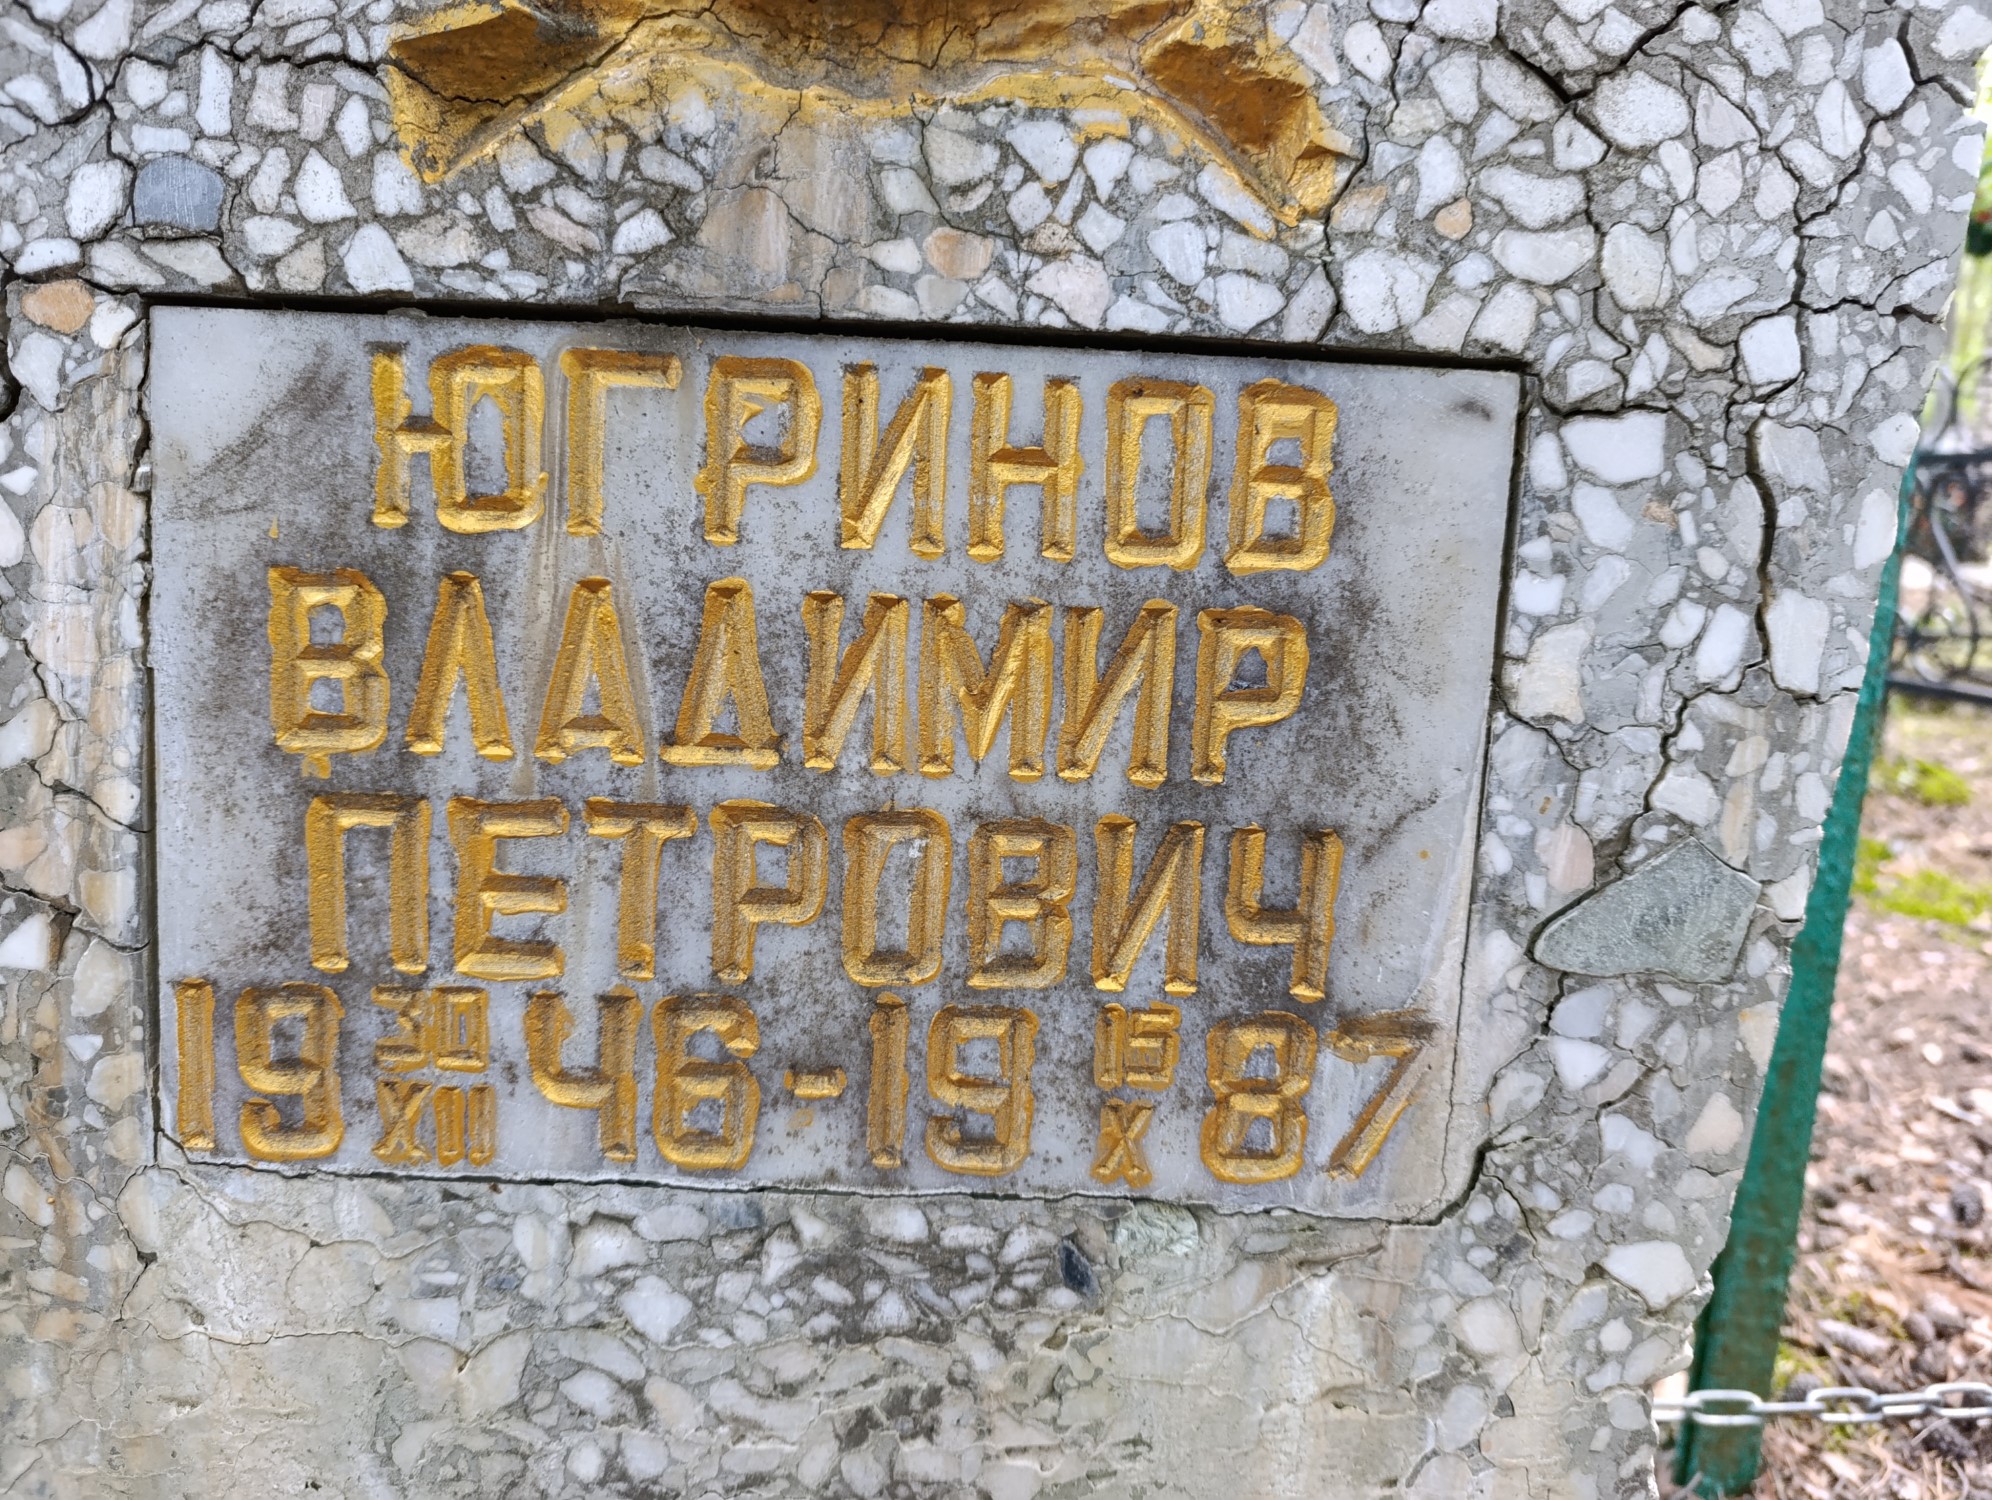 ЮГРИНОВ
ВЛАДИМИР
ПЕТРОВИЧ
19 30/XII 46 - 19 15/X 87